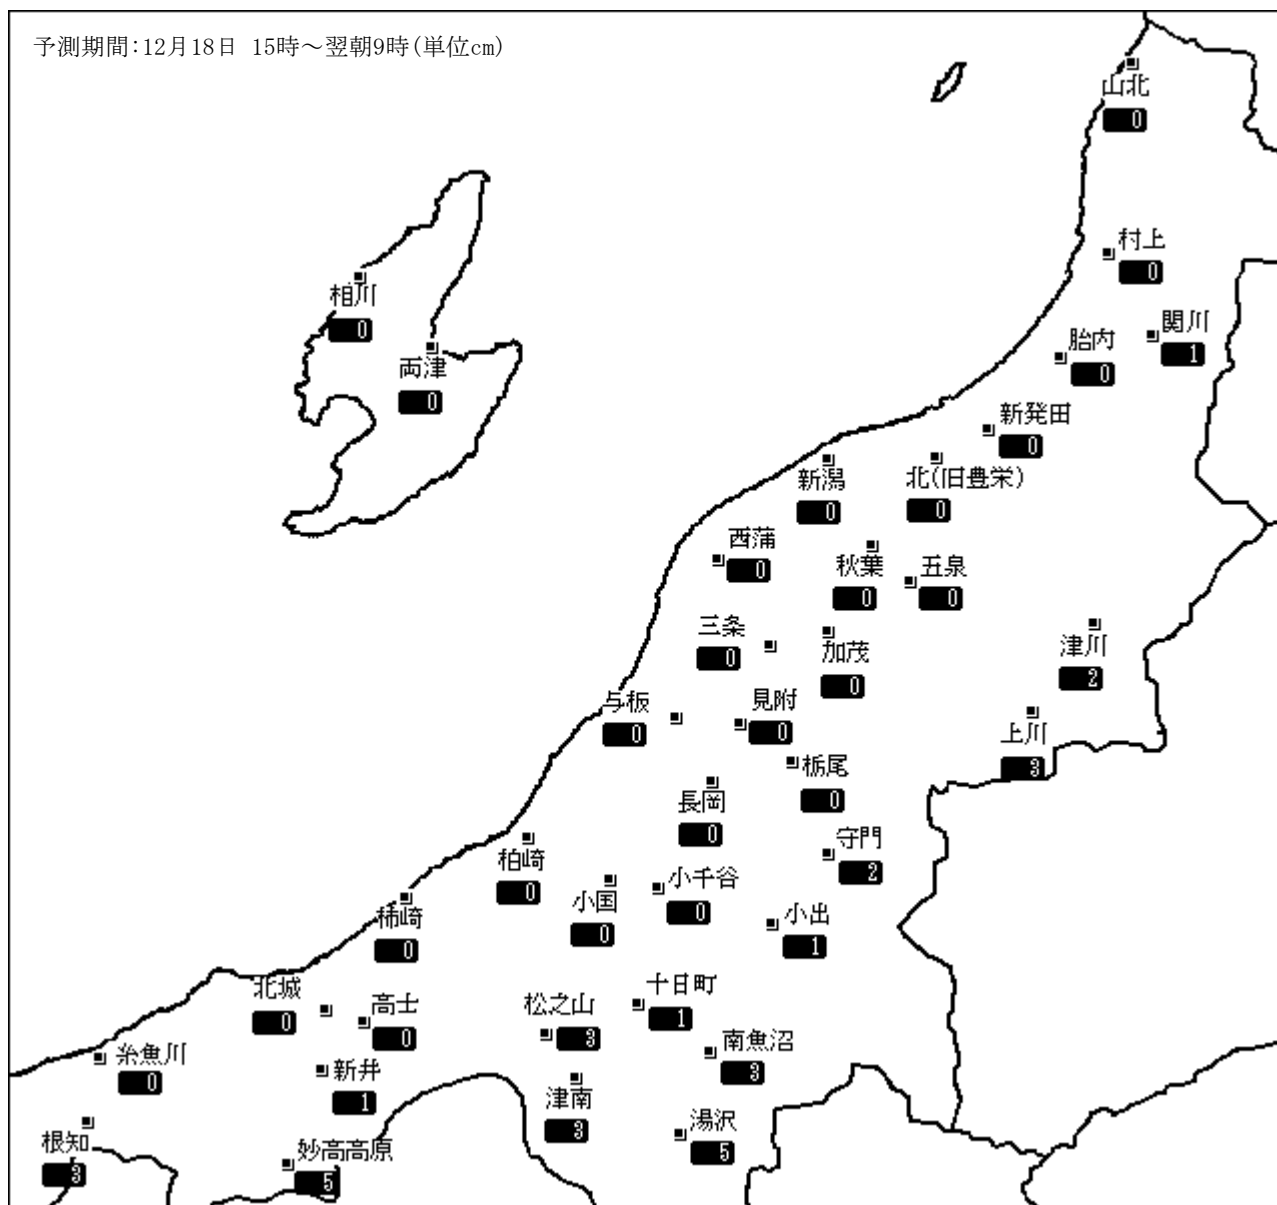 予測期間:12月18日 15時～翌朝9時(単位cm)
山北
0
村上
0
相川
0
関川
1
胎内
0
両津
0
新発田
0
新潟
0
北(旧豊栄)
0
西蒲
0
秋葉
0
五泉
0
三条
0
加茂
0
津川
2
与板
0
見附
0
上川
3
栃尾
0
長岡
0
守門
2
柏崎
0
小国
0
小千谷
0
小出
1
柿崎
0
北城
0
高士
0
松之山
3
十日町
1
南魚沼
3
糸魚川
0
新井
1
津南
3
湯沢
5
根知
3
妙高高原
5